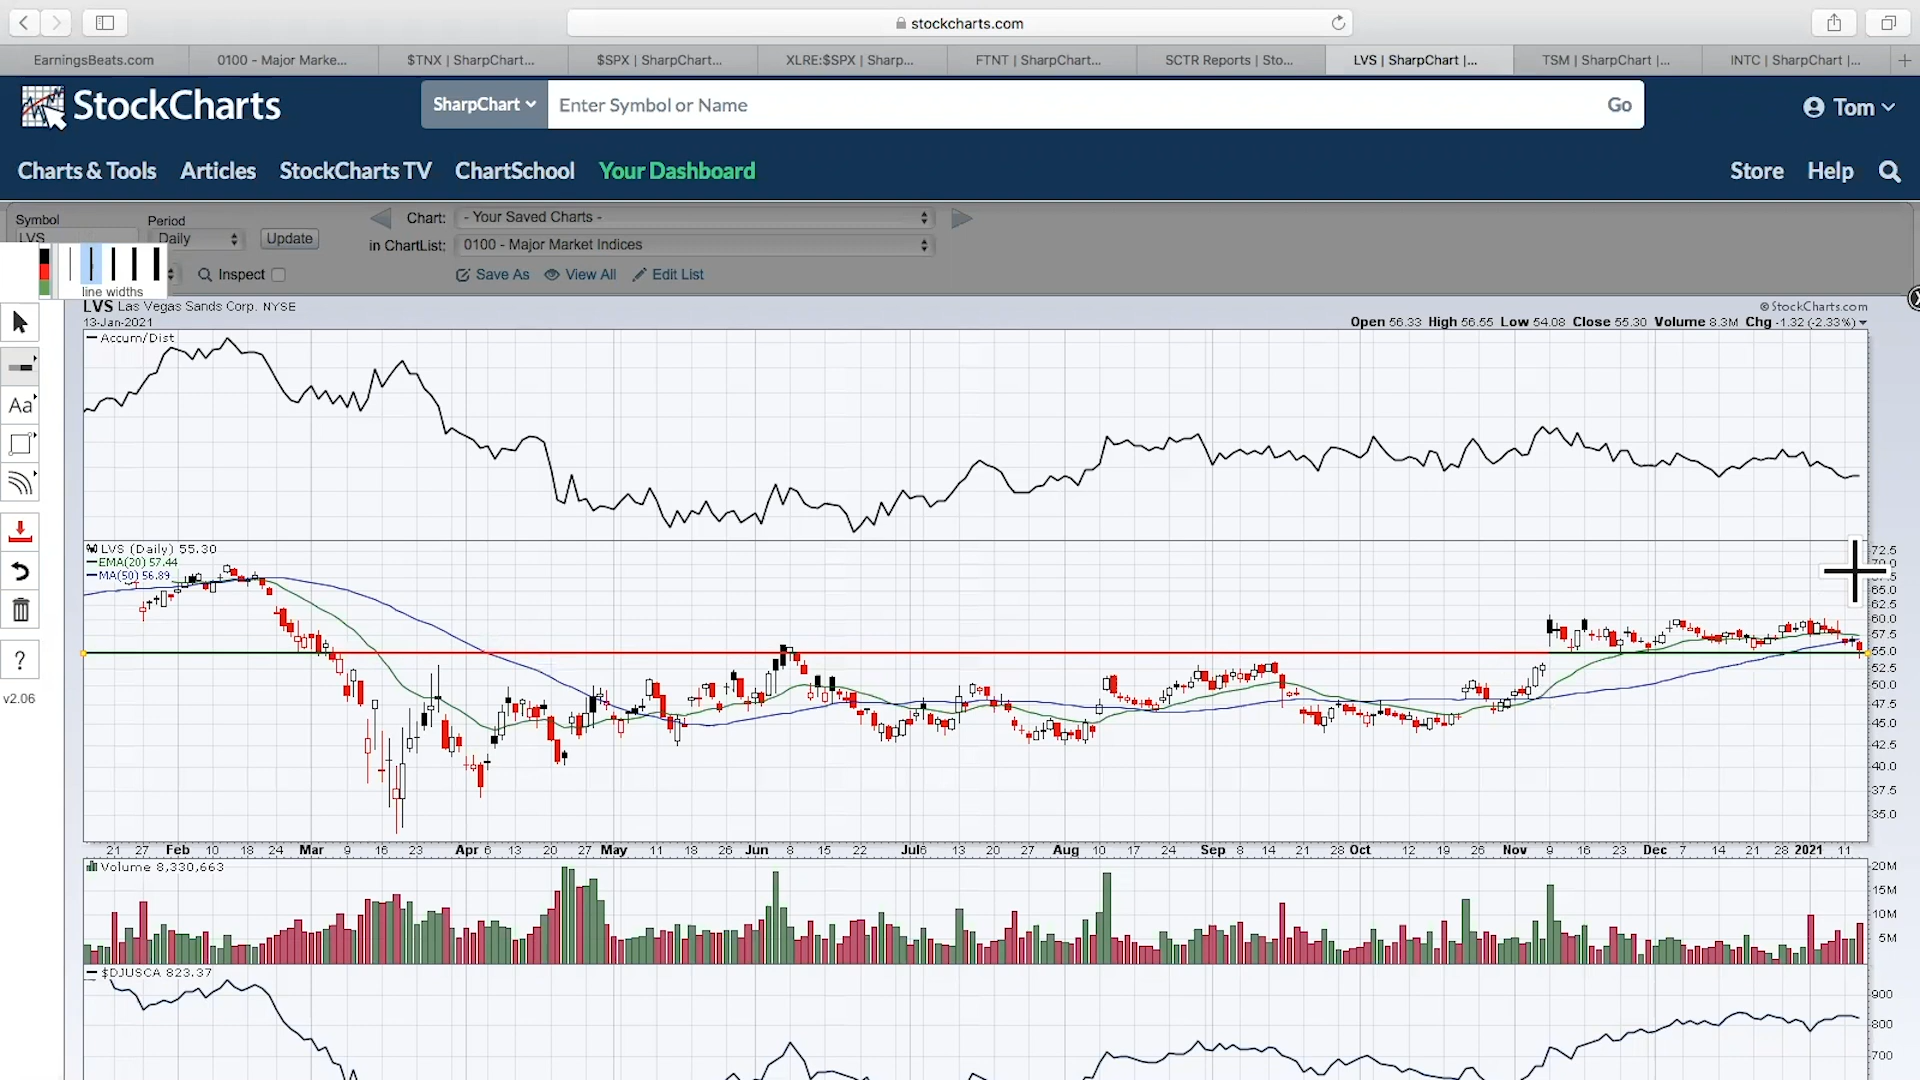 stockcharts.com
EarningsBeats.com
0100 - Major Marke...
$TNX | SharpChart...
$SPX | SharpChart...
XLRE:$SPX | Sharp...
FTNT | SharpChart...
SCTR Reports | Sto...
LVS | SharpChart |...
TSM | SharpChart |...
INTC | SharpChart |...
StockCharts
SharpChart
Enter Symbol or Name
Go
Tom
Charts & Tools
Articles
StockCharts TV
ChartSchool
Your Dashboard
Store
Help
Symbol
Period
Chart:
- Your Saved Charts -
LVS
Daily
Update
in ChartList:
0100 - Major Market Indices
Inspect
Save As
View All
Edit List
line widths
LVS Las Vegas Sands Corp. NYSE
© StockCharts.com
13-Jan-2021
Open 56.33 High 56.55 Low 54.08 Close 55.30 Volume 8.3M Chg -1.32 (-2.33%)
Accum/Dist
Aa
LVS (Daily) 55.30
EMA(20) 57.44
MA(50) 56.89
72.5
70.0
65.0
62.5
60.0
57.5
55.0
52.5
50.0
47.5
45.0
42.5
40.0
37.5
35.0
?
v2.06
21 27 Feb 10 18 24 Mar 9 16 23 Apr 6 13 20 27 May 11 18 26 Jun 8 15 22 Jul 6 13 20 27 Aug 10 17 24 Sep 8 14 21 28 Oct 12 19 26 Nov 9 16 23 Dec 7 14 21 28 2021 11
Volume 8,330,663
20M
15M
10M
5M
$DJUSCA 823.37
900
800
700